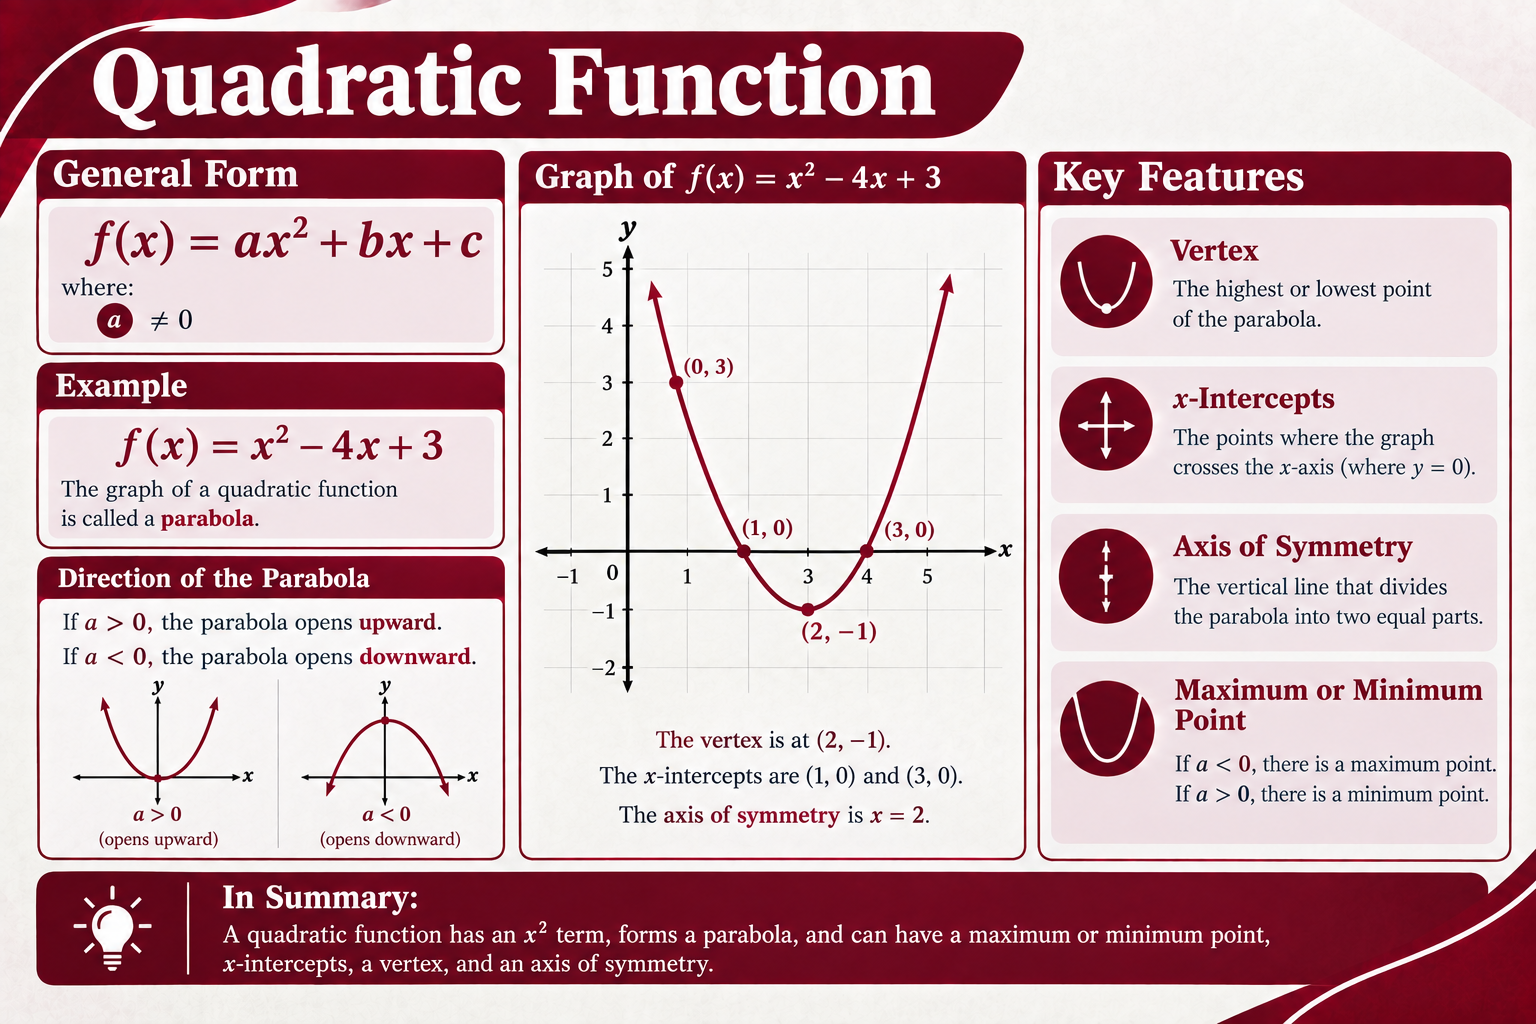 Quadratic Function
General Form
f(x) = ax² + bx + c
where:
a ≠ 0
Example
f(x) = x² − 4x + 3
The graph of a quadratic function
is called a parabola.
Direction of the Parabola
If a > 0, the parabola opens upward.
If a < 0, the parabola opens downward.
y
x
a > 0
(opens upward)
y
x
a < 0
(opens downward)
Graph of f(x) = x² − 4x + 3
y
5
4
(0, 3)
3
2
1
(1, 0)
(3, 0)
x
−1
0
1
3
4
5
−1
(2, −1)
−2
The vertex is at (2, −1).
The x-intercepts are (1, 0) and (3, 0).
The axis of symmetry is x = 2.
Key Features
Vertex
The highest or lowest point
of the parabola.
x-Intercepts
The points where the graph
crosses the x-axis (where y = 0).
Axis of Symmetry
The vertical line that divides
the parabola into two equal parts.
Maximum or Minimum
Point
If a < 0, there is a maximum point.
If a > 0, there is a minimum point.
In Summary:
A quadratic function has an x² term, forms a parabola, and can have a maximum or minimum point,
x-intercepts, a vertex, and an axis of symmetry.